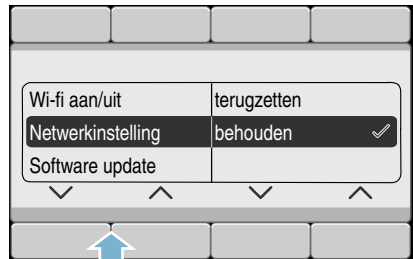 Wi-fi aan/uit terugzetten
Netwerkinstelling behouden
Software update